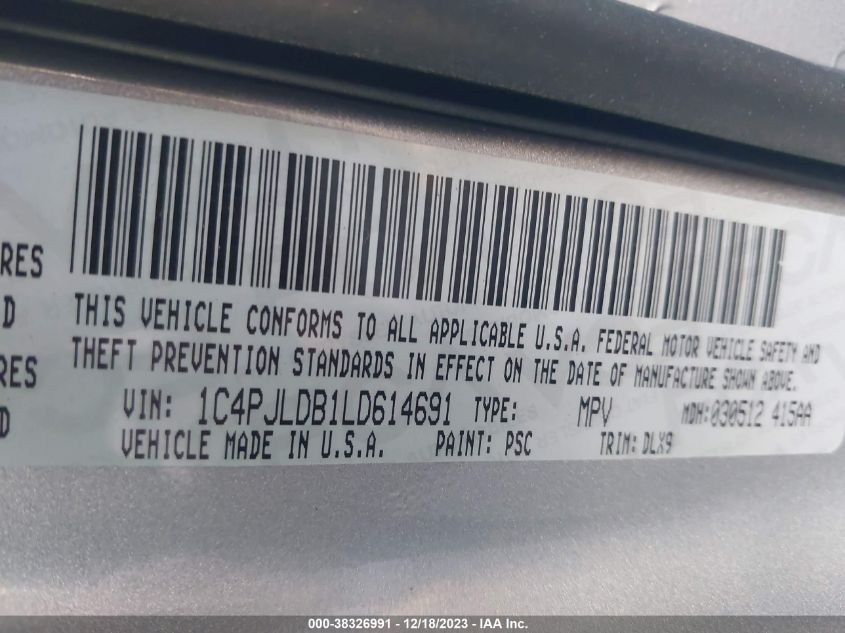 RES
D
RES
D
THIS VEHICLE CONFORMS TO ALL APPLICABLE U.S.A. FEDERAL MOTOR VEHICLE SAFETY AND
THEFT PREVENTION STANDARDS IN EFFECT ON THE DATE OF MANUFACTURE SHOWN ABOVE.
VIN: 1C4PJLDB1LD614691 TYPE: MPV MDH:030512 415AA
VEHICLE MADE IN U.S.A. PAINT: PSC TRIM: DLX9
000-38326991 - 12/18/2023 - IAA Inc.